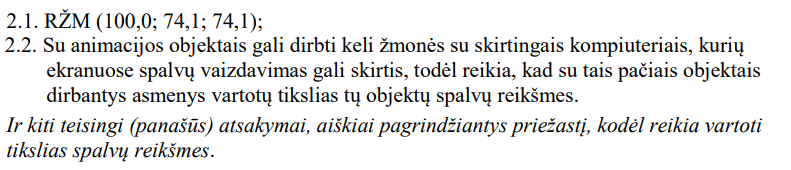 2.1. RŽM (100,0; 74,1; 74,1);
2.2. Su animacijos objektais gali dirbti keli žmonės su skirtingais kompiuteriais, kurių
ekranuose spalvų vaizdavimas gali skirtis, todėl reikia, kad su tais pačiais objektais
dirbantys asmenys vartotų tikslias tų objektų spalvų reikšmes.
Ir kiti teisingi (panašūs) atsakymai, aiškiai pagrindžiantys priežastį, kodėl reikia vartoti
tikslias spalvų reikšmes.